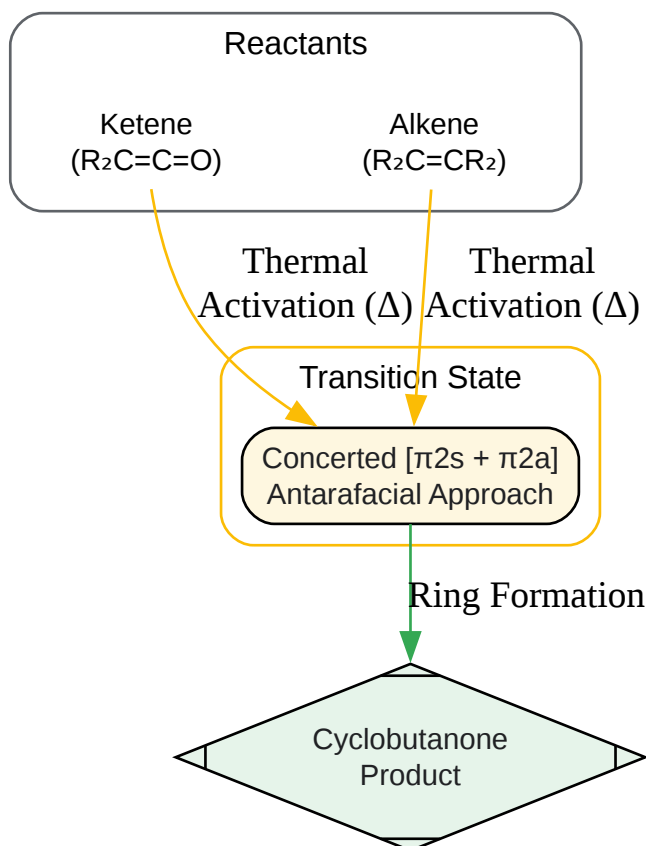 Reactants
Ketene
(R₂C=C=O)
Alkene
(R₂C=CR₂)
Thermal
Activation (Δ)
Thermal
Activation (Δ)
Transition State
Concerted [π2s + π2a]
Antarafacial Approach
Ring Formation
Cyclobutanone
Product